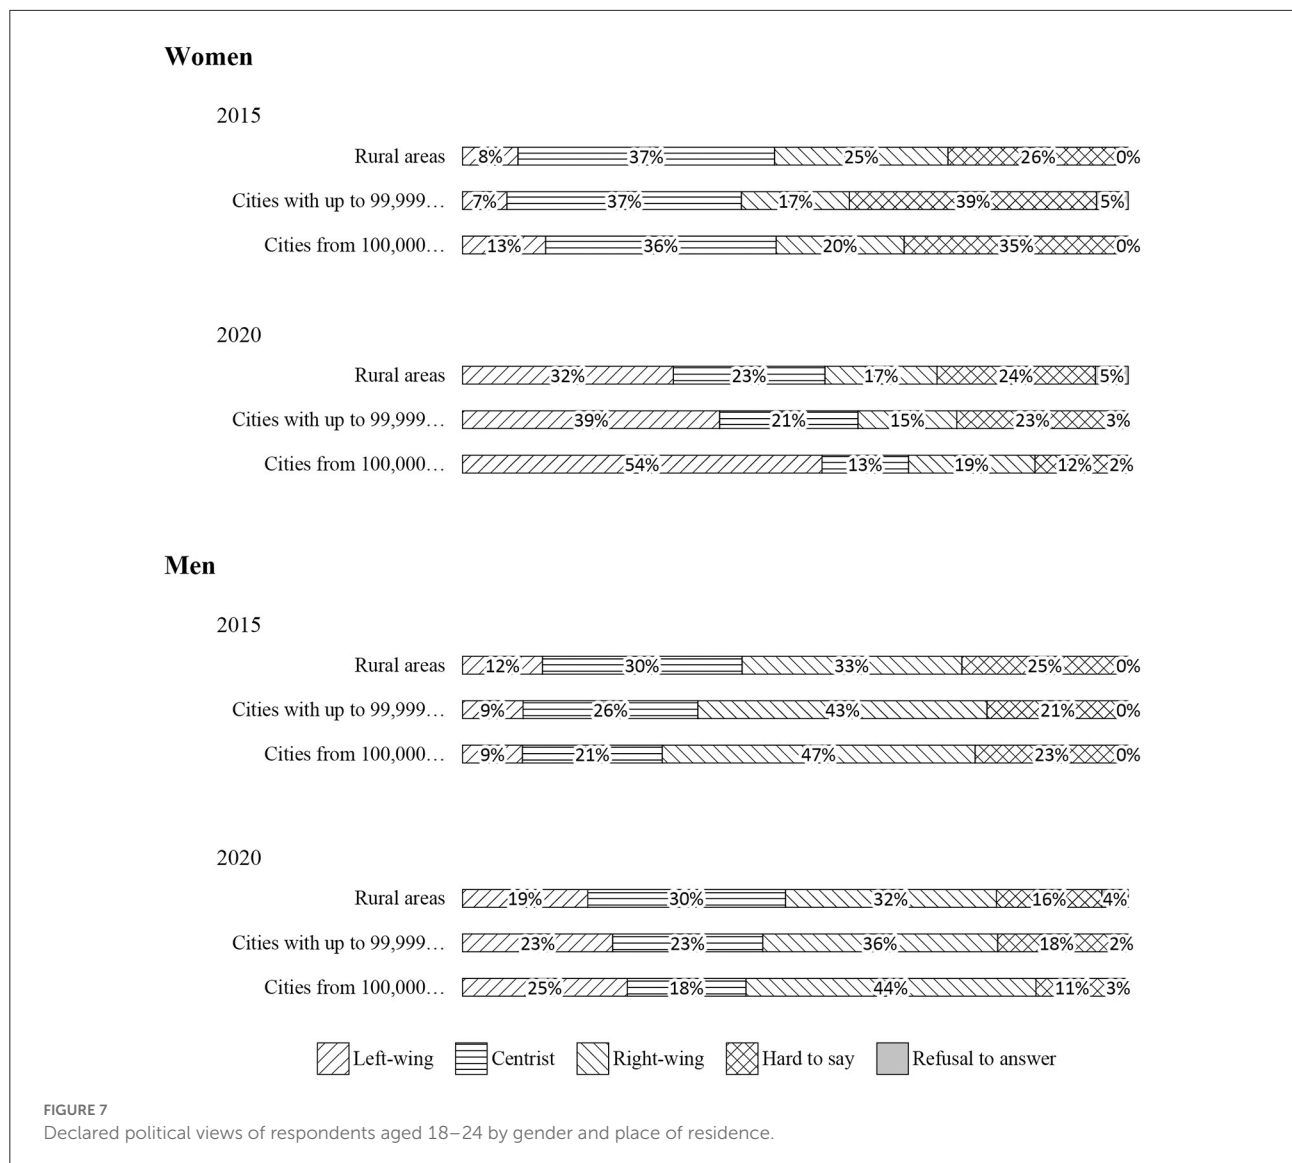 Women
2015
Rural areas 8% 37% 25% 26% 0%
Cities with up to 99,999… 7% 37% 17% 39% 5%
Cities from 100,000… 13% 36% 20% 35% 0%
2020
Rural areas 32% 23% 17% 24% 5%
Cities with up to 99,999… 39% 21% 15% 23% 3%
Cities from 100,000… 54% 13% 19% 12% 2%
Men
2015
Rural areas 12% 30% 33% 25% 0%
Cities with up to 99,999… 9% 26% 43% 21% 0%
Cities from 100,000… 9% 21% 47% 23% 0%
2020
Rural areas 19% 30% 32% 16% 4%
Cities with up to 99,999… 23% 23% 36% 18% 2%
Cities from 100,000… 25% 18% 44% 11% 3%
Left-wing Centrist Right-wing Hard to say Refusal to answer
FIGURE 7
Declared political views of respondents aged 18–24 by gender and place of residence.